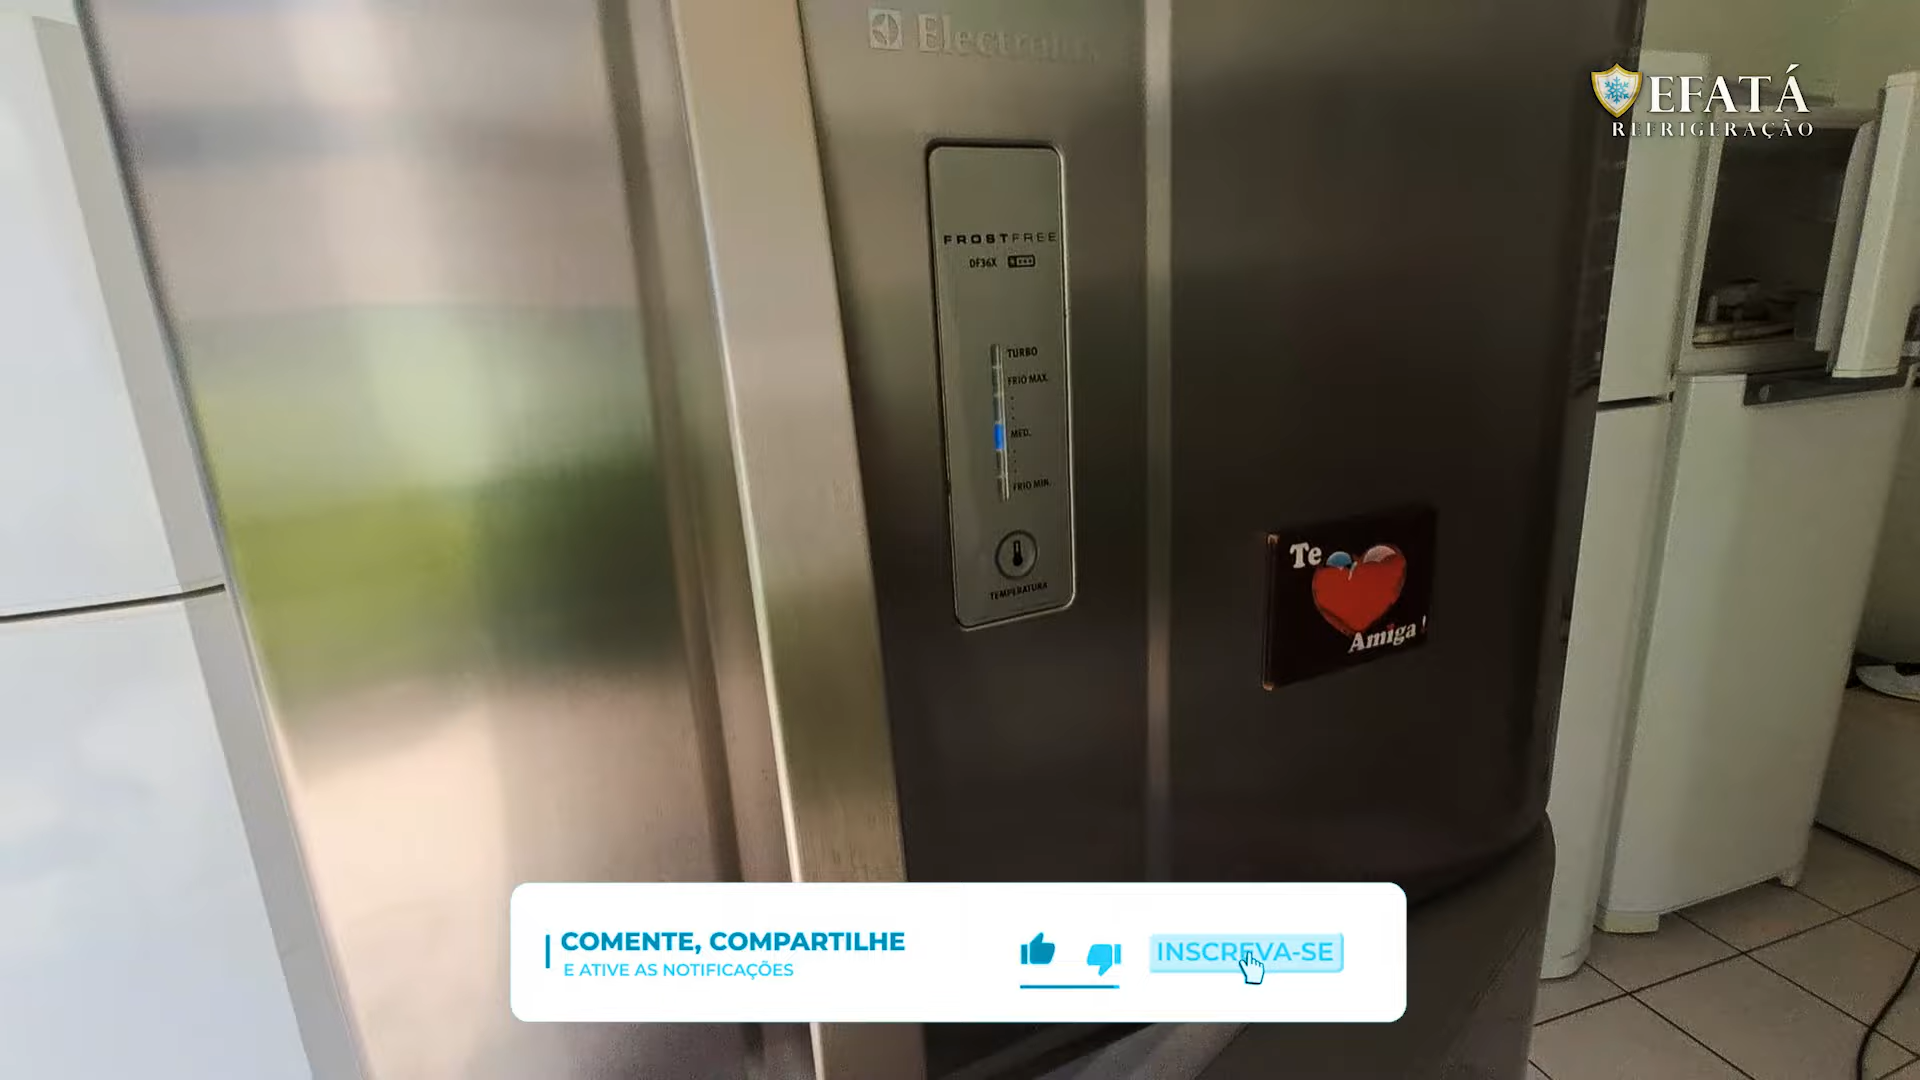 Electrolux
EFATÁ
REFRIGERAÇÃO
FROSTFREE
DF36X
TURBO
FRIO MAX.
MED.
FRIO MIN.
TEMPERATURA
Te
Amiga !
COMENTE, COMPARTILHE
E ATIVE AS NOTIFICAÇÕES
INSCREVA-SE